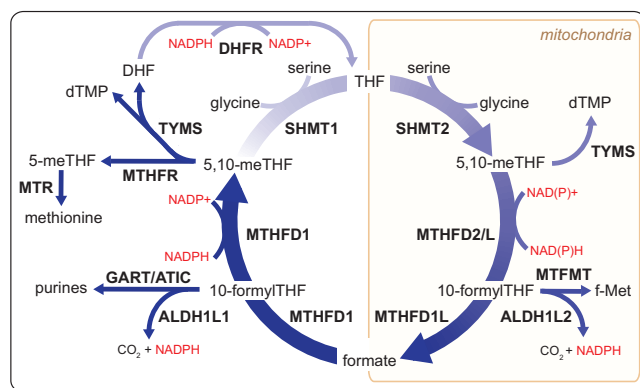 mitochondria
NADPH
NADP+
DHFR
DHF
serine
THF
serine
dTMP
glycine
glycine
dTMP
TYMS
SHMT1
SHMT2
5-meTHF
5,10-meTHF
5,10-meTHF
TYMS
MTHFR
MTR
NADP+
NAD(P)+
methionine
MTHFD1
MTHFD2/L
NADPH
NAD(P)H
GART/ATIC
MTFMT
purines
10-formylTHF
10-formylTHF
f-Met
ALDH1L1
MTHFD1
MTHFD1L
ALDH1L2
CO2 + NADPH
formate
CO2 + NADPH